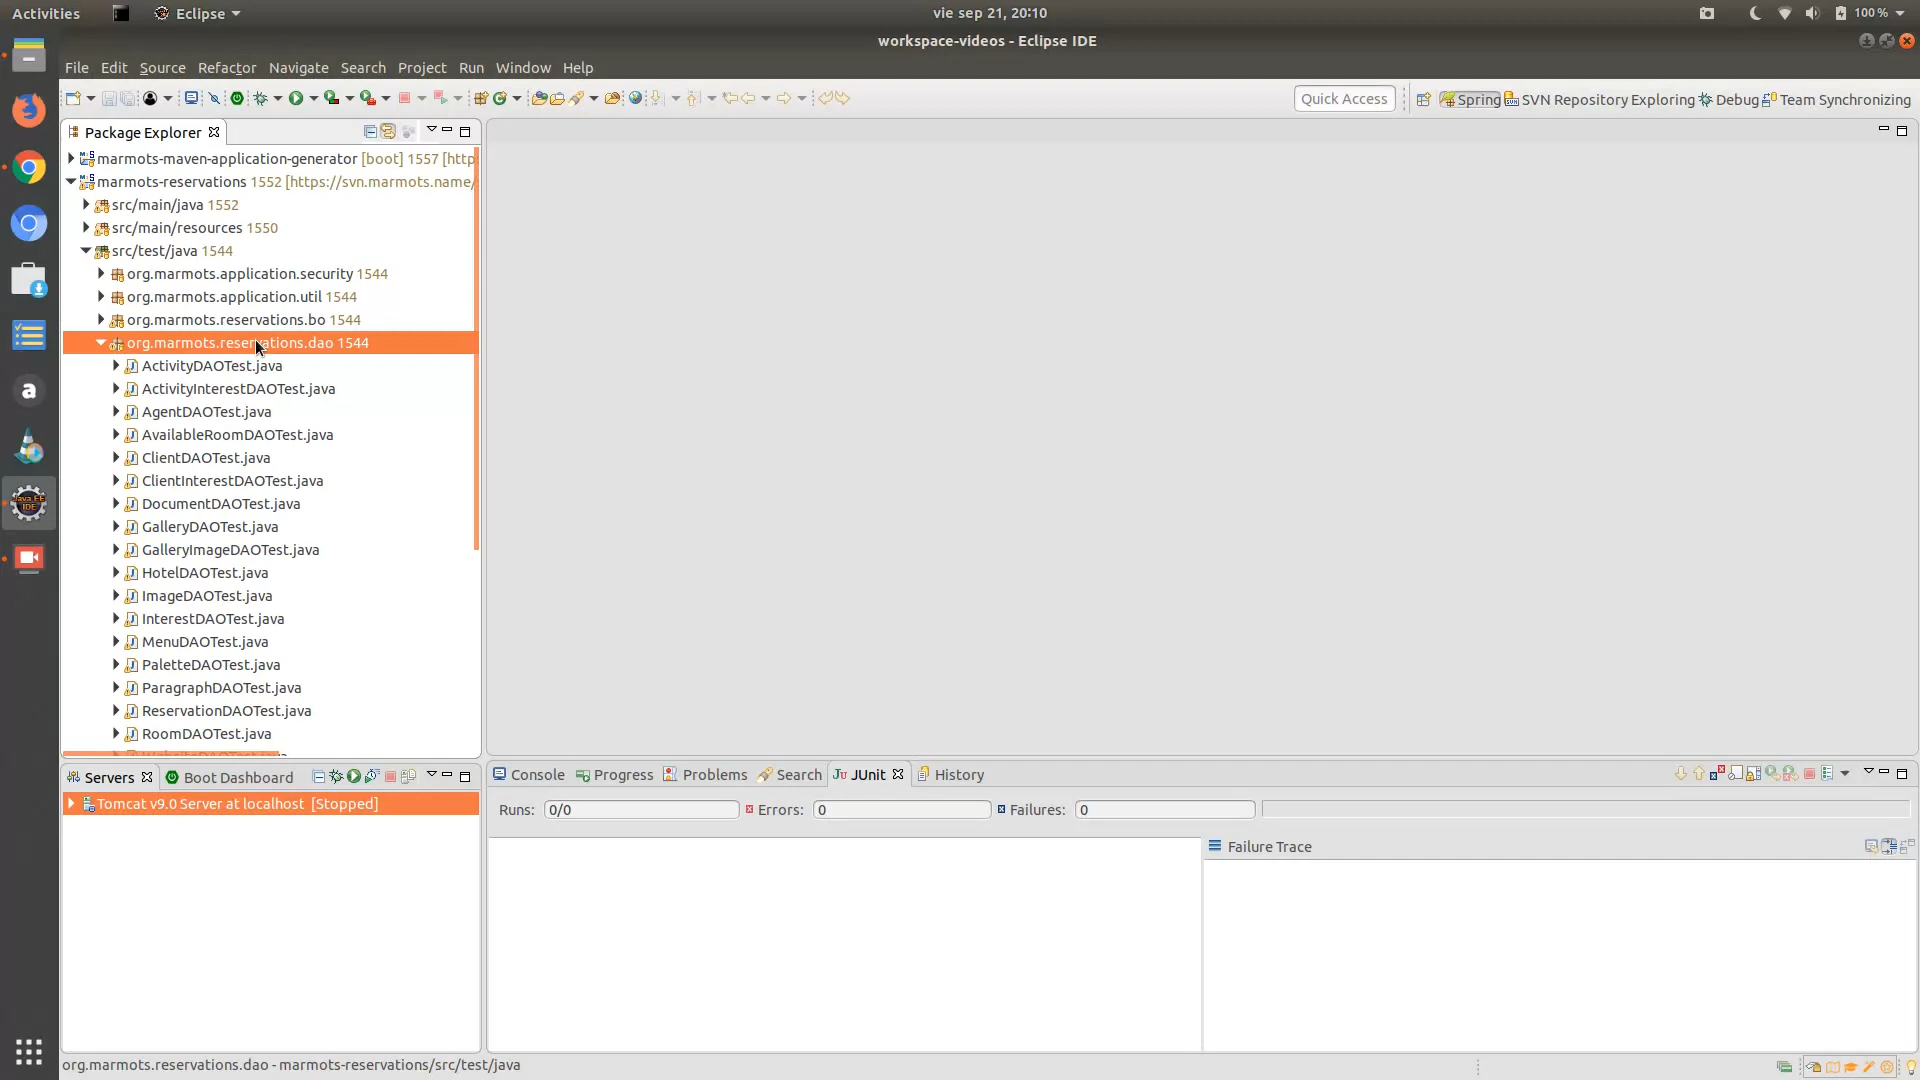 Activities
Eclipse
vie sep 21, 20:10
100 %
workspace-videos - Eclipse IDE
File Edit Source Refactor Navigate Search Project Run Window Help
Quick Access
Spring
SVN Repository Exploring
Debug
Team Synchronizing
Package Explorer
marmots-maven-application-generator [boot] 1557 [http
marmots-reservations 1552 [https://svn.marmots.name/
src/main/java 1552
src/main/resources 1550
src/test/java 1544
org.marmots.application.security 1544
org.marmots.application.util 1544
org.marmots.reservations.bo 1544
org.marmots.reservations.dao 1544
ActivityDAOTest.java
ActivityInterestDAOTest.java
AgentDAOTest.java
AvailableRoomDAOTest.java
ClientDAOTest.java
ClientInterestDAOTest.java
DocumentDAOTest.java
GalleryDAOTest.java
GalleryImageDAOTest.java
HotelDAOTest.java
ImageDAOTest.java
InterestDAOTest.java
MenuDAOTest.java
PaletteDAOTest.java
ParagraphDAOTest.java
ReservationDAOTest.java
RoomDAOTest.java
Servers
Boot Dashboard
Tomcat v9.0 Server at localhost [Stopped]
Console
Progress
Problems
Search
JUnit
History
Runs: 0/0
Errors: 0
Failures: 0
Failure Trace
org.marmots.reservations.dao - marmots-reservations/src/test/java